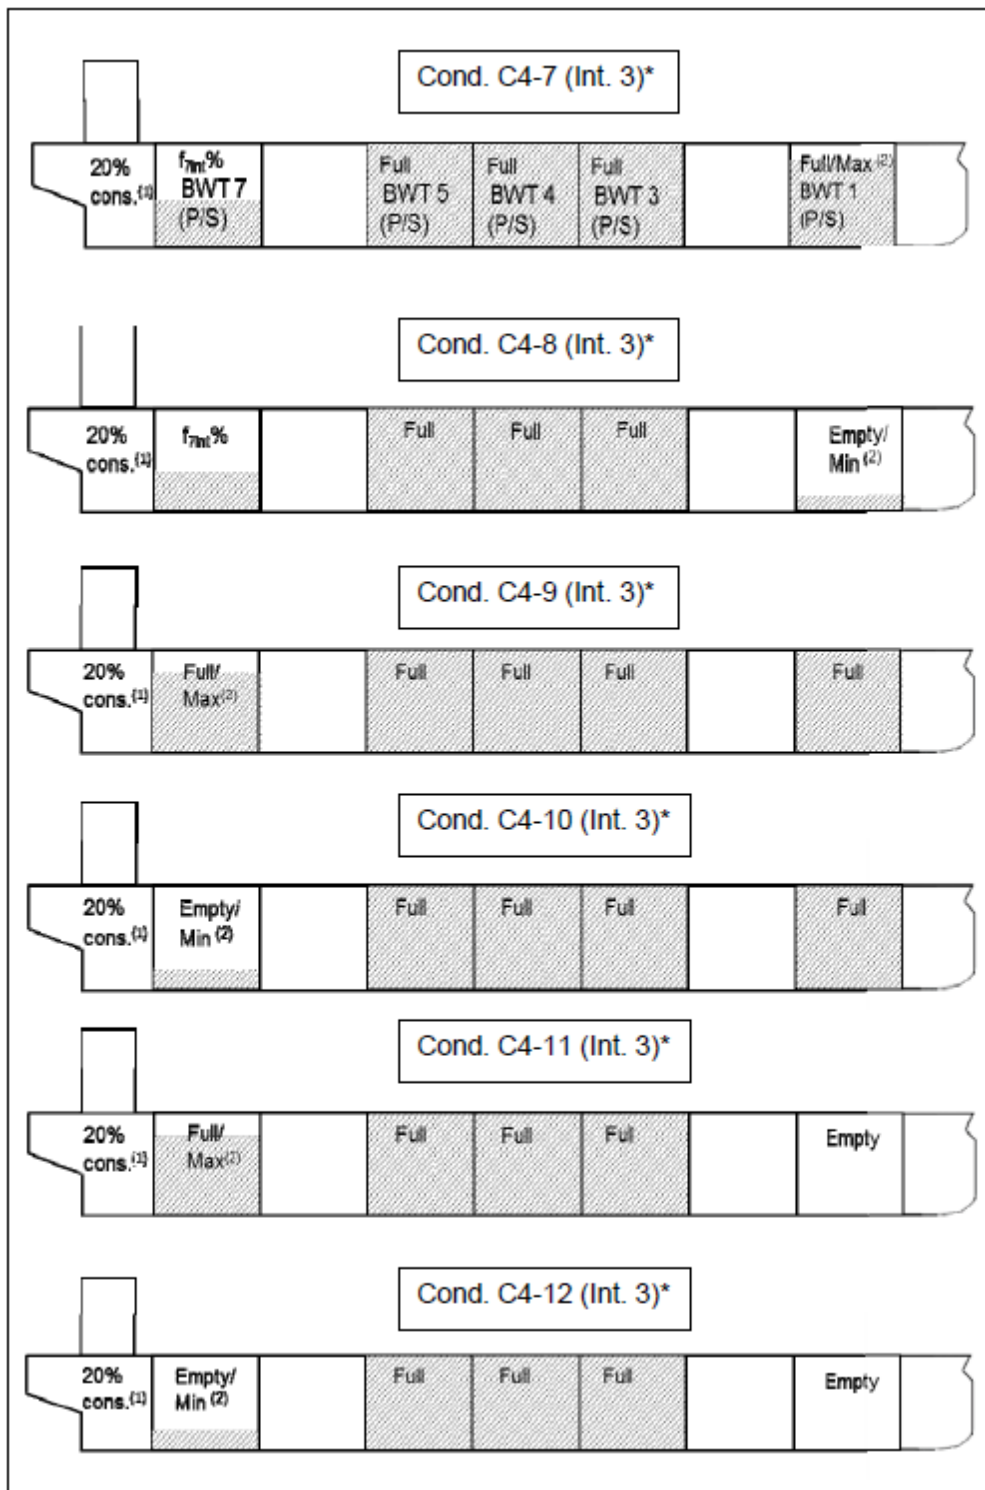 Cond. C4-7 (Int. 3)*
20%
cons.(1)
f7Int%
BWT 7
(P/S)
Full
BWT 5
(P/S)
Full
BWT 4
(P/S)
Full
BWT 3
(P/S)
Full/Max(2)
BWT 1
(P/S)
Cond. C4-8 (Int. 3)*
20%
cons.(1)
f7Int%
Full
Full
Full
Empty/
Min (2)
Cond. C4-9 (Int. 3)*
20%
cons.(1)
Full/
Max(2)
Full
Full
Full
Full
Cond. C4-10 (Int. 3)*
20%
cons.(1)
Empty/
Min (2)
Full
Full
Full
Full
Cond. C4-11 (Int. 3)*
20%
cons.(1)
Full/
Max(2)
Full
Full
Full
Empty
Cond. C4-12 (Int. 3)*
20%
cons.(1)
Empty/
Min (2)
Full
Full
Full
Empty